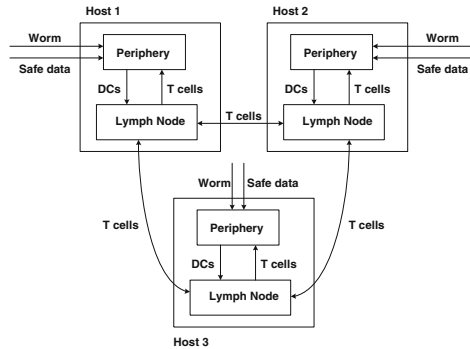 Host 1
Host 2
Worm
Periphery
Periphery
Worm
Safe data
Safe data
DCs
T cells
DCs
T cells
Lymph Node
T cells
Lymph Node
Worm
Safe data
T cells
Periphery
T cells
DCs
T cells
Lymph Node
Host 3